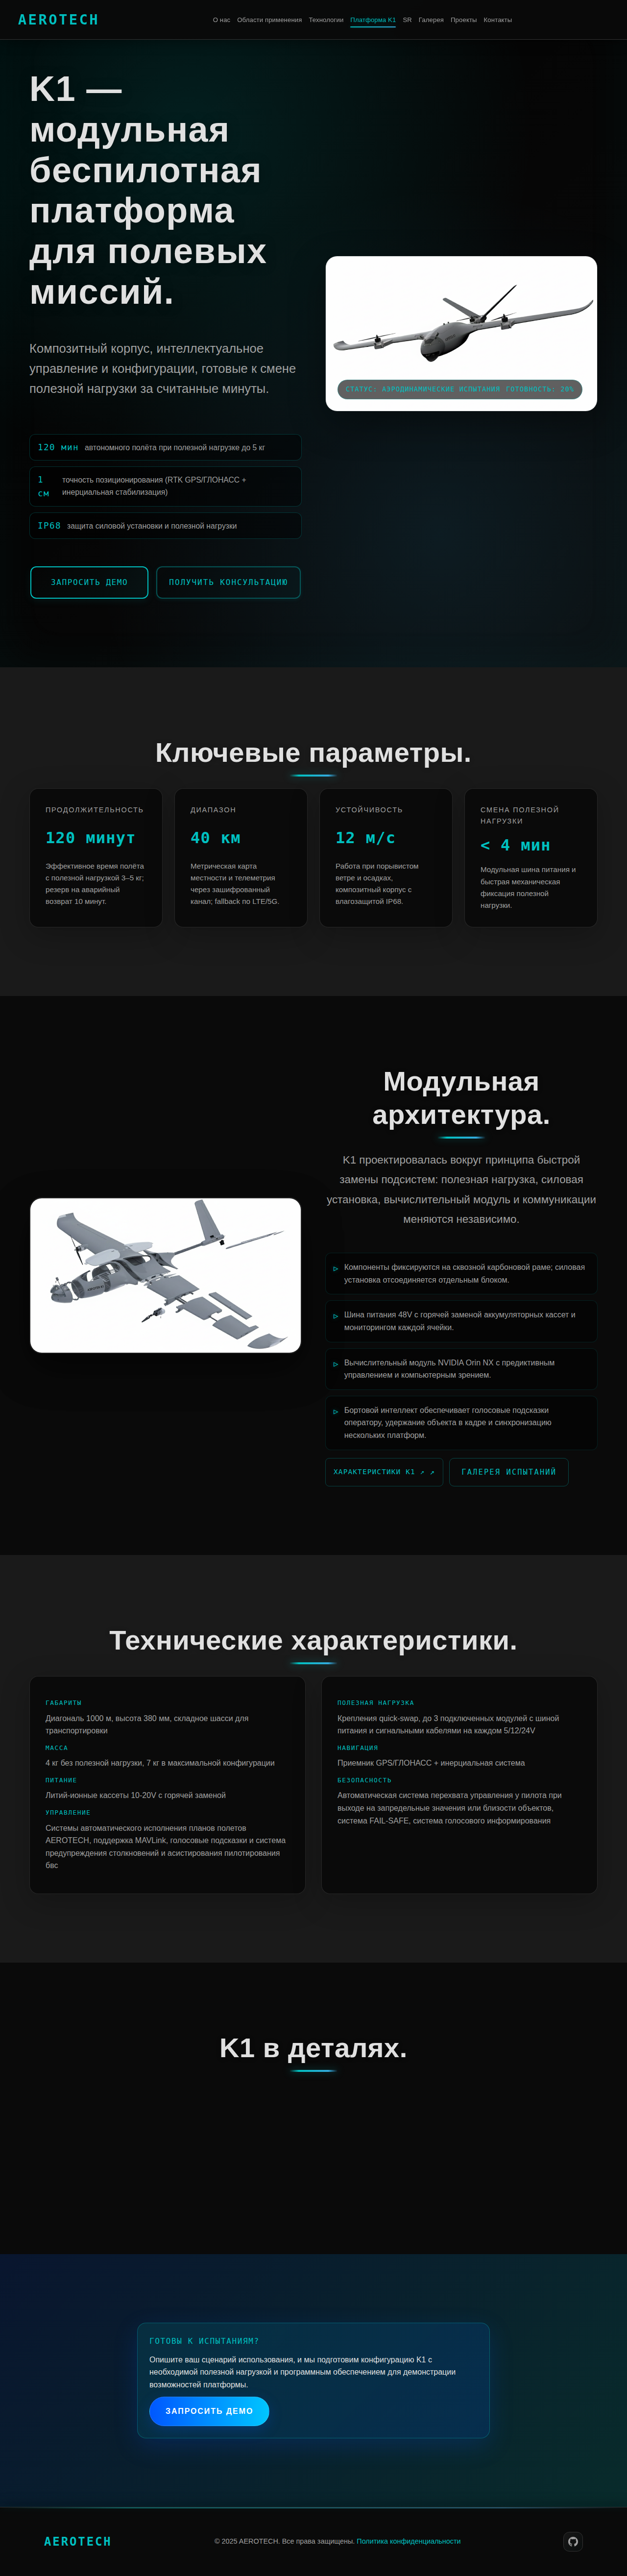 AEROTECH
О нас Области применения Технологии Платформа K1 SR Галерея Проекты Контакты
K1 —
модульная
беспилотная
платформа
для полевых
миссий.
Композитный корпус, интеллектуальное
управление и конфигурации, готовые к смене
полезной нагрузки за считанные минуты.
120 мин автономного полёта при полезной нагрузке до 5 кг
1
см
точность позиционирования (RTK GPS/ГЛОНАСС +
инерциальная стабилизация)
IP68 защита силовой установки и полезной нагрузки
ЗАПРОСИТЬ ДЕМО
ПОЛУЧИТЬ КОНСУЛЬТАЦИЮ
СТАТУС: АЭРОДИНАМИЧЕСКИЕ ИСПЫТАНИЯ ГОТОВНОСТЬ: 20%
Ключевые параметры.
ПРОДОЛЖИТЕЛЬНОСТЬ
120 минут
Эффективное время полёта
с полезной нагрузкой 3–5 кг;
резерв на аварийный
возврат 10 минут.
ДИАПАЗОН
40 км
Метрическая карта
местности и телеметрия
через зашифрованный
канал; fallback по LTE/5G.
УСТОЙЧИВОСТЬ
12 м/с
Работа при порывистом
ветре и осадках,
композитный корпус с
влагозащитой IP68.
СМЕНА ПОЛЕЗНОЙ
НАГРУЗКИ
< 4 мин
Модульная шина питания и
быстрая механическая
фиксация полезной
нагрузки.
Модульная
архитектура.
K1 проектировалась вокруг принципа быстрой
замены подсистем: полезная нагрузка, силовая
установка, вычислительный модуль и коммуникации
меняются независимо.
▷ Компоненты фиксируются на сквозной карбоновой раме; силовая
установка отсоединяется отдельным блоком.
▷ Шина питания 48V с горячей заменой аккумуляторных кассет и
мониторингом каждой ячейки.
▷ Вычислительный модуль NVIDIA Orin NX с предиктивным
управлением и компьютерным зрением.
▷ Бортовой интеллект обеспечивает голосовые подсказки
оператору, удержание объекта в кадре и синхронизацию
нескольких платформ.
ХАРАКТЕРИСТИКИ K1 ↗ ↗
ГАЛЕРЕЯ ИСПЫТАНИЙ
Технические характеристики.
ГАБАРИТЫ
Диагональ 1000 м, высота 380 мм, складное шасси для
транспортировки
МАССА
4 кг без полезной нагрузки, 7 кг в максимальной конфигурации
ПИТАНИЕ
Литий-ионные кассеты 10-20V с горячей заменой
УПРАВЛЕНИЕ
Системы автоматического исполнения планов полетов
AEROTECH, поддержка MAVLink, голосовые подсказки и система
предупреждения столкновений и асистирования пилотирования
бвс
ПОЛЕЗНАЯ НАГРУЗКА
Крепления quick-swap, до 3 подключенных модулей с шиной
питания и сигнальными кабелями на каждом 5/12/24V
НАВИГАЦИЯ
Приемник GPS/ГЛОНАСС + инерциальная система
БЕЗОПАСНОСТЬ
Автоматическая система перехвата управления у пилота при
выходе на запредельные значения или близости объектов,
система FAIL-SAFE, система голосового информирования
K1 в деталях.
ГОТОВЫ К ИСПЫТАНИЯМ?
Опишите ваш сценарий использования, и мы подготовим конфигурацию K1 с
необходимой полезной нагрузкой и программным обеспечением для демонстрации
возможностей платформы.
ЗАПРОСИТЬ ДЕМО
AEROTECH
© 2025 AEROTECH. Все права защищены. Политика конфиденциальности